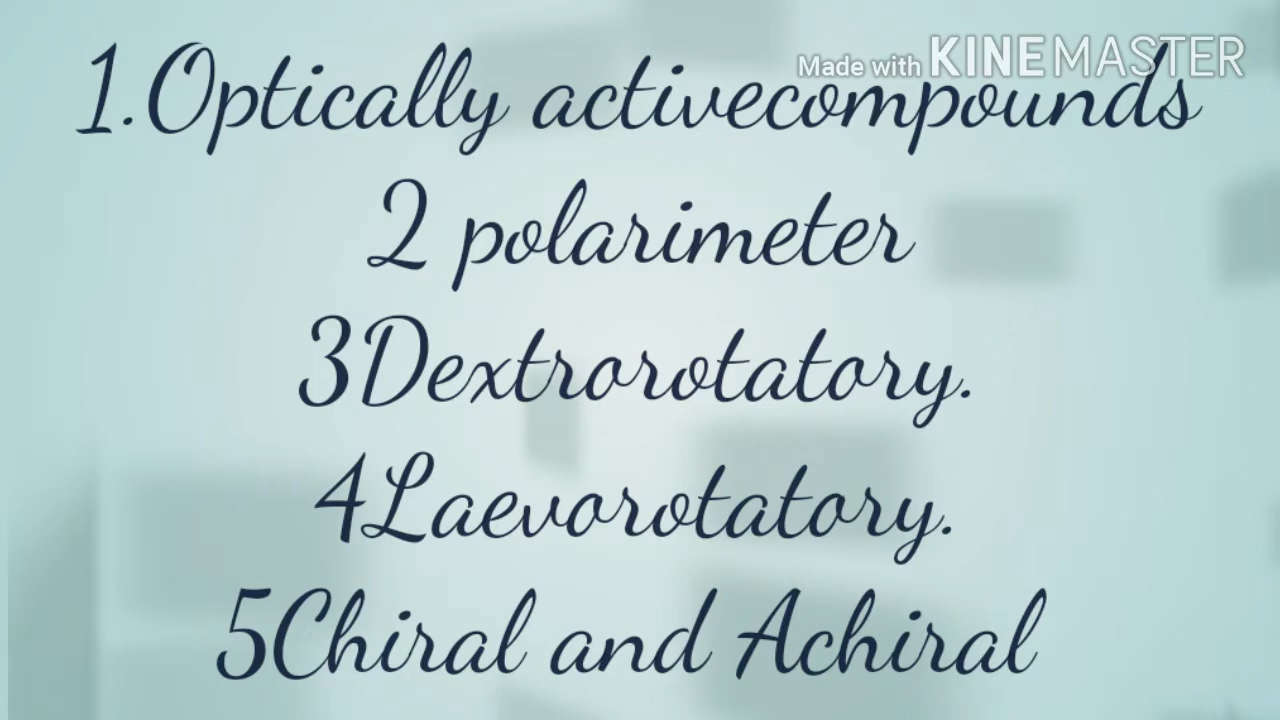 Made with KINEMASTER
1.Optically activecompounds
2 polarimeter
3Dextrorotatory.
4Laevorotatory.
5Chiral and Achiral